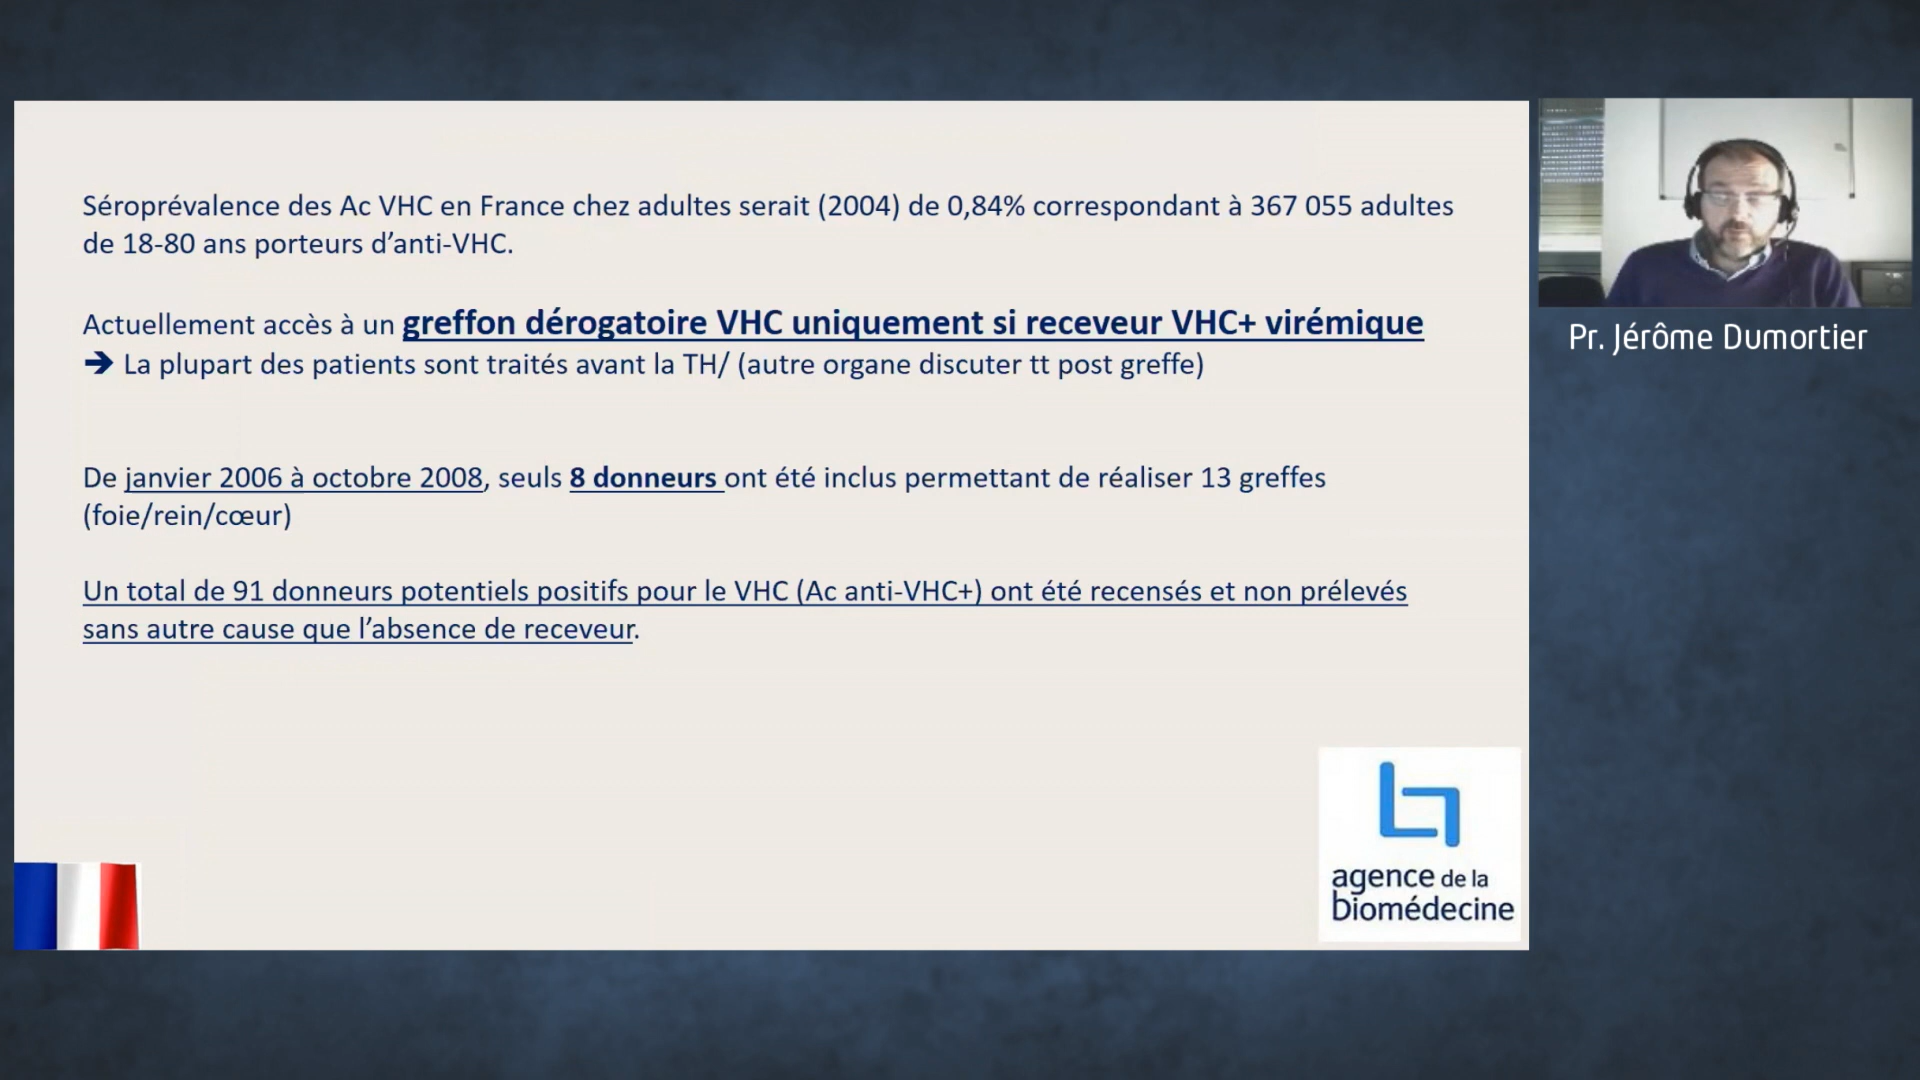 Séroprévalence des Ac VHC en France chez adultes serait (2004) de 0,84% correspondant à 367 055 adultes
de 18-80 ans porteurs d’anti-VHC.
Actuellement accès à un greffon dérogatoire VHC uniquement si receveur VHC+ virémique
➔ La plupart des patients sont traités avant la TH/ (autre organe discuter tt post greffe)
De janvier 2006 à octobre 2008, seuls 8 donneurs ont été inclus permettant de réaliser 13 greffes
(foie/rein/cœur)
Un total de 91 donneurs potentiels positifs pour le VHC (Ac anti-VHC+) ont été recensés et non prélevés
sans autre cause que l’absence de receveur.
agence de la
biomédecine
Pr. Jérôme Dumortier